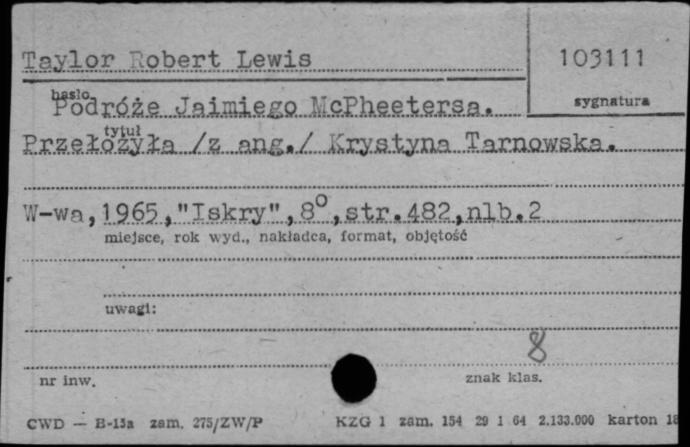 Taylor Robert Lewis
103111
hasło
sygnatura
Podróże Jaimiego McPheetersa.
tytuł
Przełożyła /z ang./ Krystyna Tarnowska.
W-wa,1965,"Iskry",8°,str.482,nlb.2
miejsce, rok wyd., nakładca, format, objętość
uwagi:
8
nr inw.
znak klas.
CWD — B-15a zam. 275/ZW/P KZG 1 zam. 154 29 1 64 2.133.000 karton 18